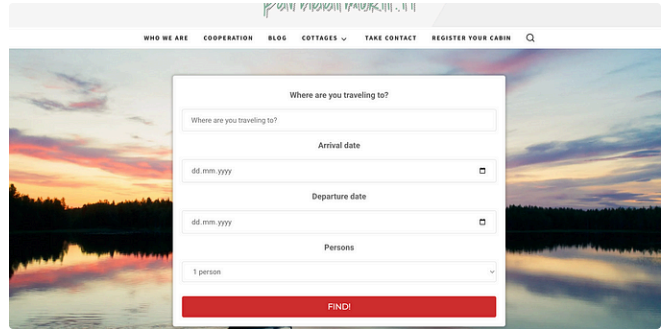 WHO WE ARE COOPERATION BLOG COTTAGES TAKE CONTACT REGISTER YOUR CABIN
Where are you traveling to?
Where are you traveling to?
Arrival date
dd.mm.yyyy
Departure date
dd.mm.yyyy
Persons
1 person
FIND!